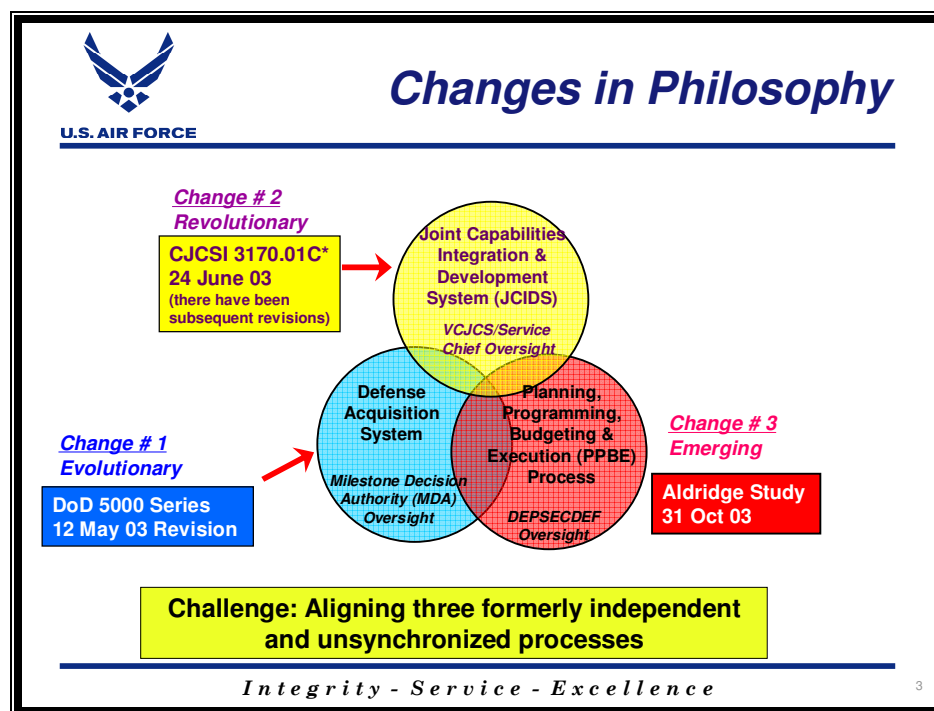 U.S. AIR FORCE
Changes in Philosophy
Change # 2
Revolutionary
CJCSI 3170.01C*
24 June 03
(there have been
subsequent revisions)
Joint Capabilities
Integration &
Development
System (JCIDS)
VCJCS/Service
Chief Oversight
Change # 1
Evolutionary
DoD 5000 Series
12 May 03 Revision
Defense
Acquisition
System
Milestone Decision
Authority (MDA)
Oversight
Planning,
Programming,
Budgeting &
Execution (PPBE)
Process
DEPSECDEF
Oversight
Change # 3
Emerging
Aldridge Study
31 Oct 03
Challenge: Aligning three formerly independent
and unsynchronized processes
Integrity - Service - Excellence
3